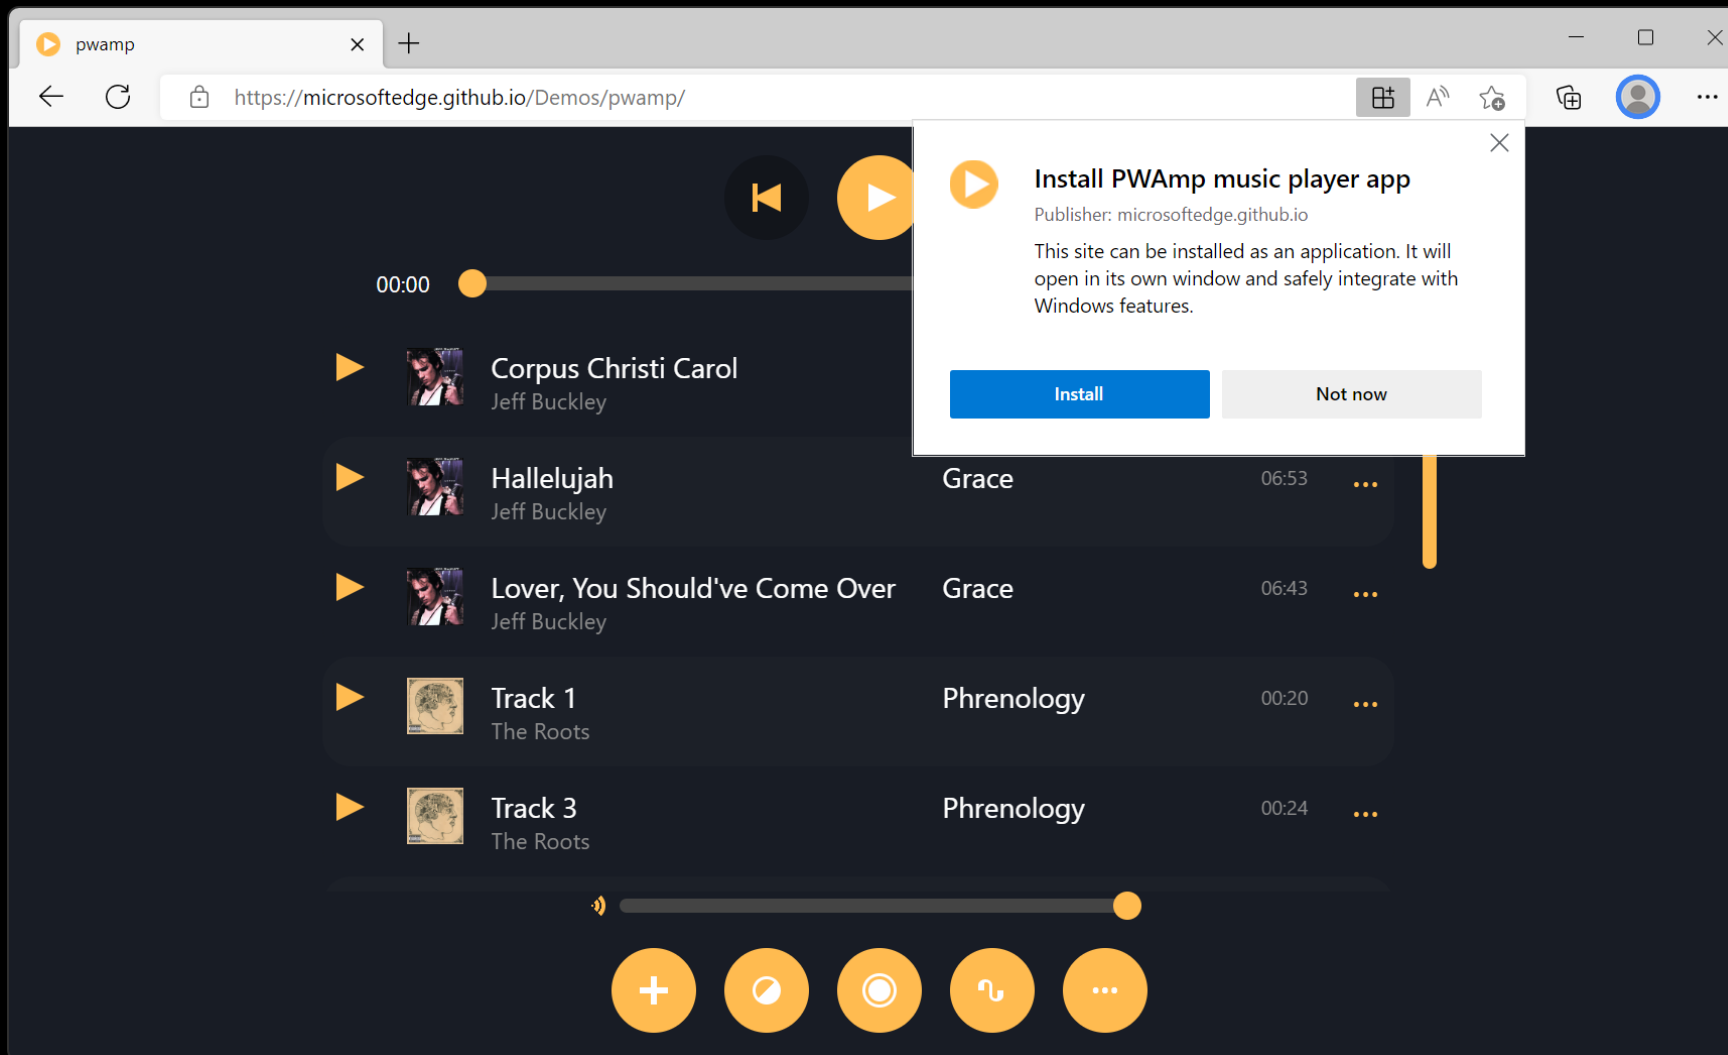 pwamp
https://microsoftedge.github.io/Demos/pwamp/
Install PWAmp music player app
Publisher: microsoftedge.github.io
This site can be installed as an application. It will
open in its own window and safely integrate with
Windows features.
Install
Not now
00:00
Corpus Christi Carol
Jeff Buckley
Hallelujah
Jeff Buckley
Grace
06:53
Lover, You Should've Come Over
Jeff Buckley
Grace
06:43
Track 1
The Roots
Phrenology
00:20
Track 3
The Roots
Phrenology
00:24